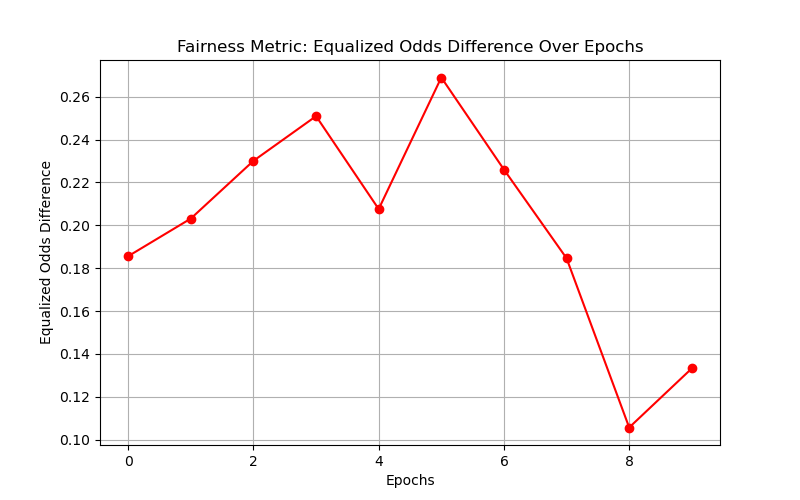 Fairness Metric: Equalized Odds Difference Over Epochs
0.26
0.24
0.22
0.20
0.18
0.16
0.14
0.12
0.10
Equalized Odds Difference
0 2 4 6 8
Epochs